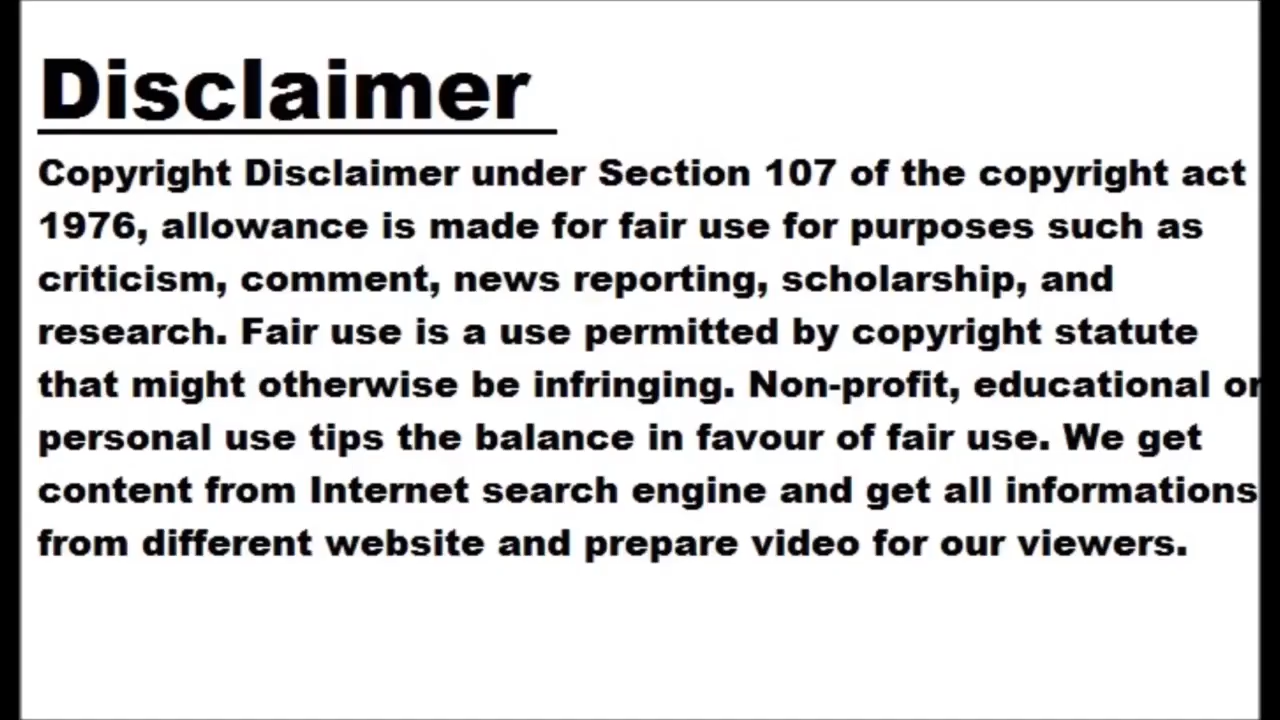 Disclaimer
Copyright Disclaimer under Section 107 of the copyright act
1976, allowance is made for fair use for purposes such as
criticism, comment, news reporting, scholarship, and
research. Fair use is a use permitted by copyright statute
that might otherwise be infringing. Non-profit, educational or
personal use tips the balance in favour of fair use. We get
content from Internet search engine and get all informations
from different website and prepare video for our viewers.